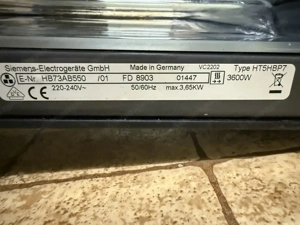 Siemens-Electrogeräte GmbH Made in Germany VC2202 Type HT5HBP7
E-Nr. HB73AB550 /01 FD 8903 01447 3600W
220-240V~ 50/60Hz max.3,65KW